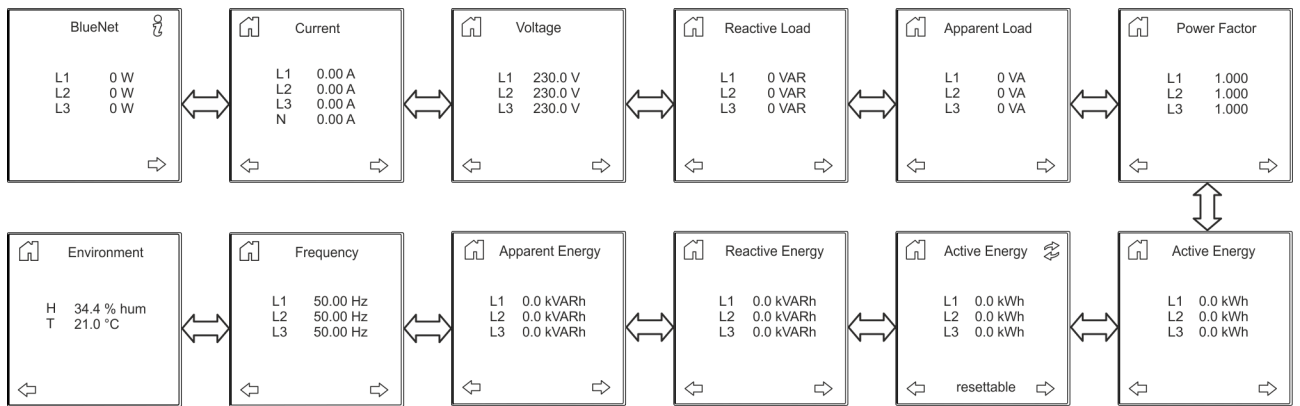 BlueNet
L1 0 W
L2 0 W
L3 0 W
Current
L1 0.00 A
L2 0.00 A
L3 0.00 A
N 0.00 A
Voltage
L1 230.0 V
L2 230.0 V
L3 230.0 V
Reactive Load
L1 0 VAR
L2 0 VAR
L3 0 VAR
Apparent Load
L1 0 VA
L2 0 VA
L3 0 VA
Power Factor
L1 1.000
L2 1.000
L3 1.000
Environment
H 34.4 % hum
T 21.0 °C
Frequency
L1 50.00 Hz
L2 50.00 Hz
L3 50.00 Hz
Apparent Energy
L1 0.0 kVARh
L2 0.0 kVARh
L3 0.0 kVARh
Reactive Energy
L1 0.0 kVARh
L2 0.0 kVARh
L3 0.0 kVARh
Active Energy
L1 0.0 kWh
L2 0.0 kWh
L3 0.0 kWh
resettable
Active Energy
L1 0.0 kWh
L2 0.0 kWh
L3 0.0 kWh